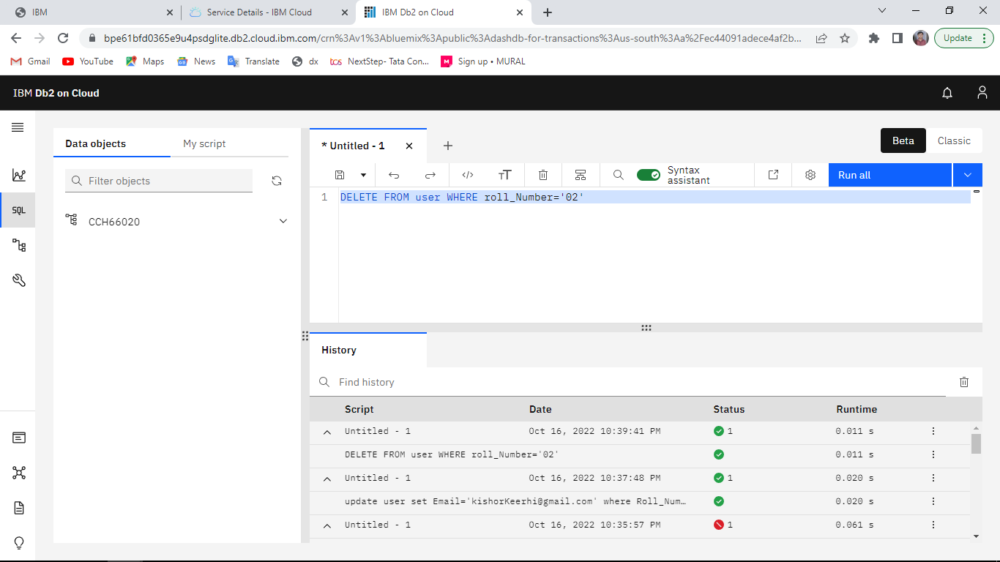 IBM
Service Details - IBM Cloud
IBM Db2 on Cloud
bpe61bfd0365e9u4psdglite.db2.cloud.ibm.com/crn%3Av1%3Abluemix%3Apublic%3Adashdb-for-transactions%3Aus-south%3Aa%2Fec44091adece4af2b...
Update
Gmail
YouTube
Maps
News
Translate
dx
tcs NextStep- Tata Con...
M Sign up • MURAL
IBM Db2 on Cloud
Data objects
My script
* Untitled - 1
Beta
Classic
Filter objects
Syntax assistant
Run all
SQL
1 DELETE FROM user WHERE roll_Number='02'
CCH66020
History
Find history
Script Date Status Runtime
Untitled - 1 Oct 16, 2022 10:39:41 PM 1 0.011 s
DELETE FROM user WHERE roll_Number='02' 0.011 s
Untitled - 1 Oct 16, 2022 10:37:48 PM 1 0.020 s
update user set Email='kishorKeerhi@gmail.com' where Roll_Num… 0.020 s
Untitled - 1 Oct 16, 2022 10:35:57 PM 1 0.061 s